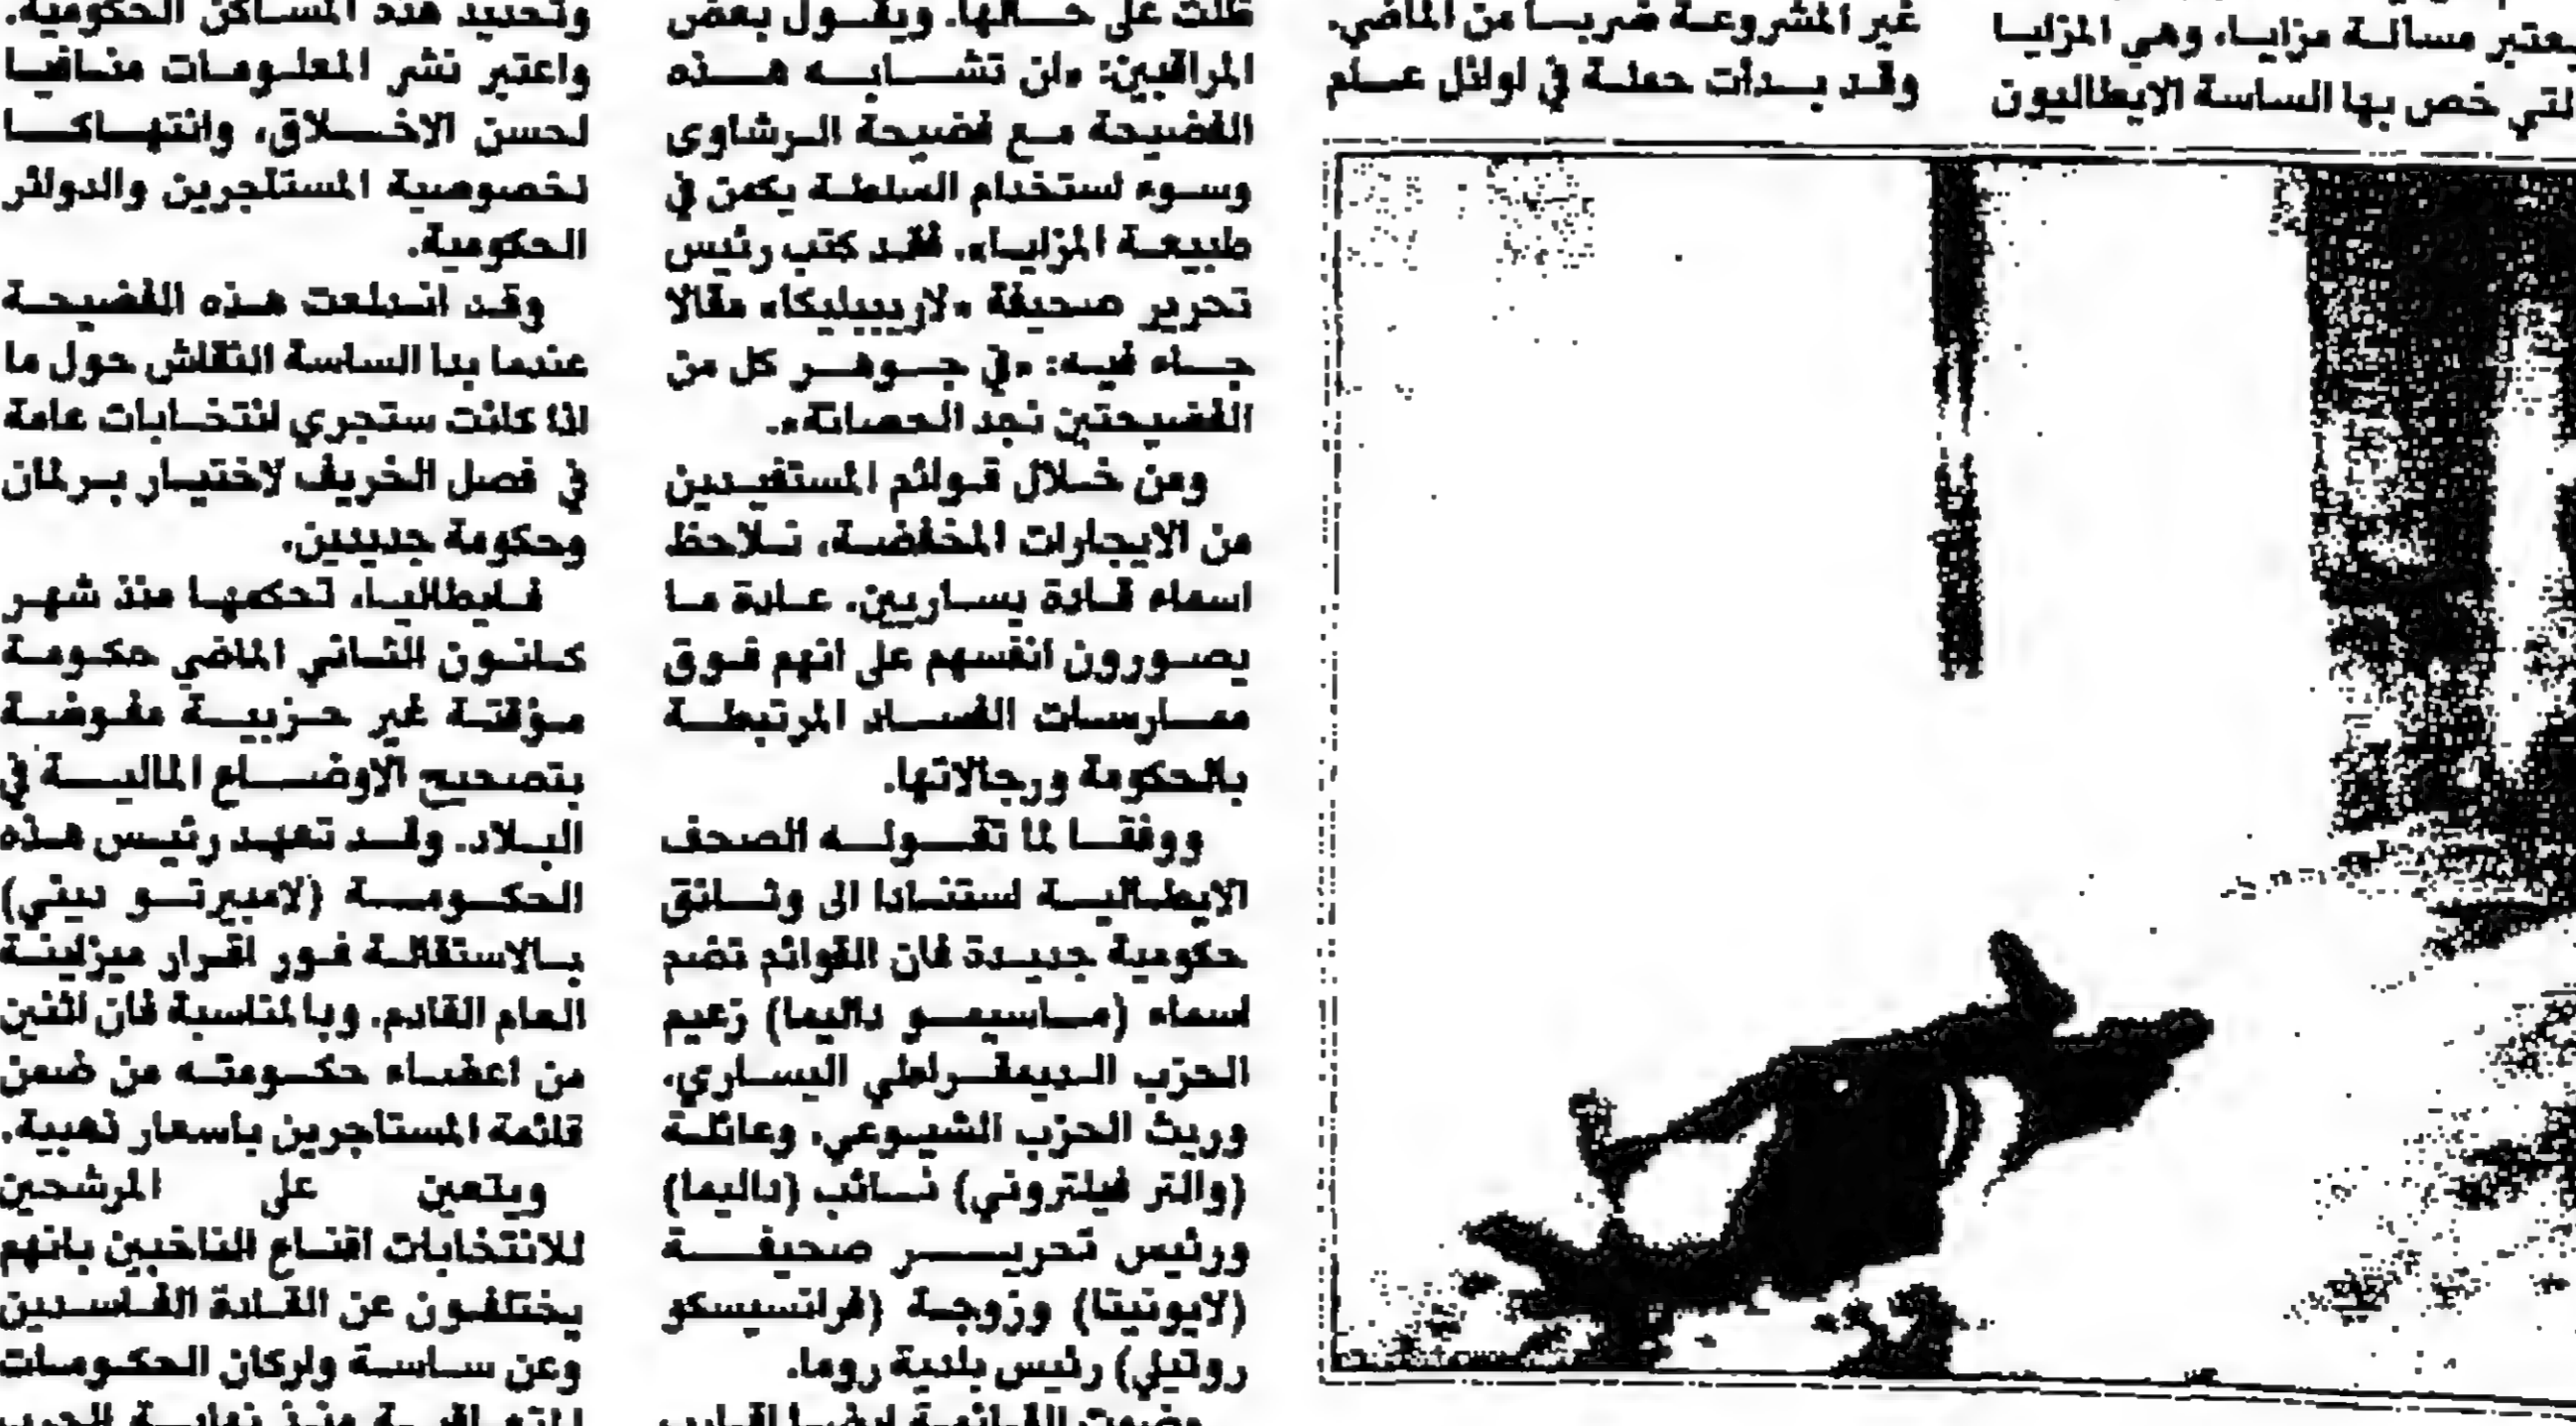 يعتبر مسالة مزايا، وهي المزايا
التي خص بها الساسة الايطاليون
غير المشروعة ضربا من الماضي.
وقد بدأت حملة في اوائل عام
ظلت على حالها. ويقول بعض
المراقبين: «ان تشابه هذه
الفضيحة مع فضيحة الرشاوى
وسوء استخدام السلطة يكمن في
طبيعة المزايا». فقد كتب رئيس
تحرير صحيفة «لاريبيليكا» مقالا
جاء فيه: «في جوهر كل من
الفضيحتين نجد الحصانة».
ومن خلال قوائم المستفيدين
من الايجارات المخفضة، نلاحظ
اسماء قادة يساريين، عادة ما
يصورون انفسهم على انهم فوق
ممارسات الفساد المرتبطة
بالحكومة ورجالاتها.
ووفقا لما تقوله الصحف
الايطالية استنادا الى وثائق
حكومية جديدة فان القوائم تضم
اسماء (ماسيمو داليما) زعيم
الحزب الديمقراطي اليساري،
وريث الحزب الشيوعي، وعائلة
(والتر فيلتروني) نائب (داليما)
ورئيس تحرير صحيفة
(لايونيتا) وزوجة (فرانسيسكو
روتيلي) رئيس بلدية روما.
وتحديد هذه المساكن الحكومية.
واعتبر نشر المعلومات منافيا
لحسن الاخلاق، وانتهاكا
لخصوصية المستاجرين والدوائر
الحكومية.
وقد اندلعت هذه الفضيحة
عندما بدا الساسة النقاش حول ما
اذا كانت ستجري انتخابات عامة
في فصل الخريف لاختيار برلمان
وحكومة جديدين.
فايطاليا، تحكمها منذ شهر
كانون الثاني الماضي حكومة
مؤقتة غير حزبية مفوضة
بتصحيح الاوضاع المالية في
البلاد. وقد تعهد رئيس هذه
الحكومة (لامبيرتو ديني)
بالاستقالة فور اقرار ميزانية
العام القادم. وبالمناسبة فان اثنين
من اعضاء حكومته من ضمن
قائمة المستاجرين باسعار ذهبية.
ويتعين على المرشحين
للانتخابات اقناع الناخبين بانهم
يختلفون عن القادة الفاسدين
وعن ساسة واركان الحكومات